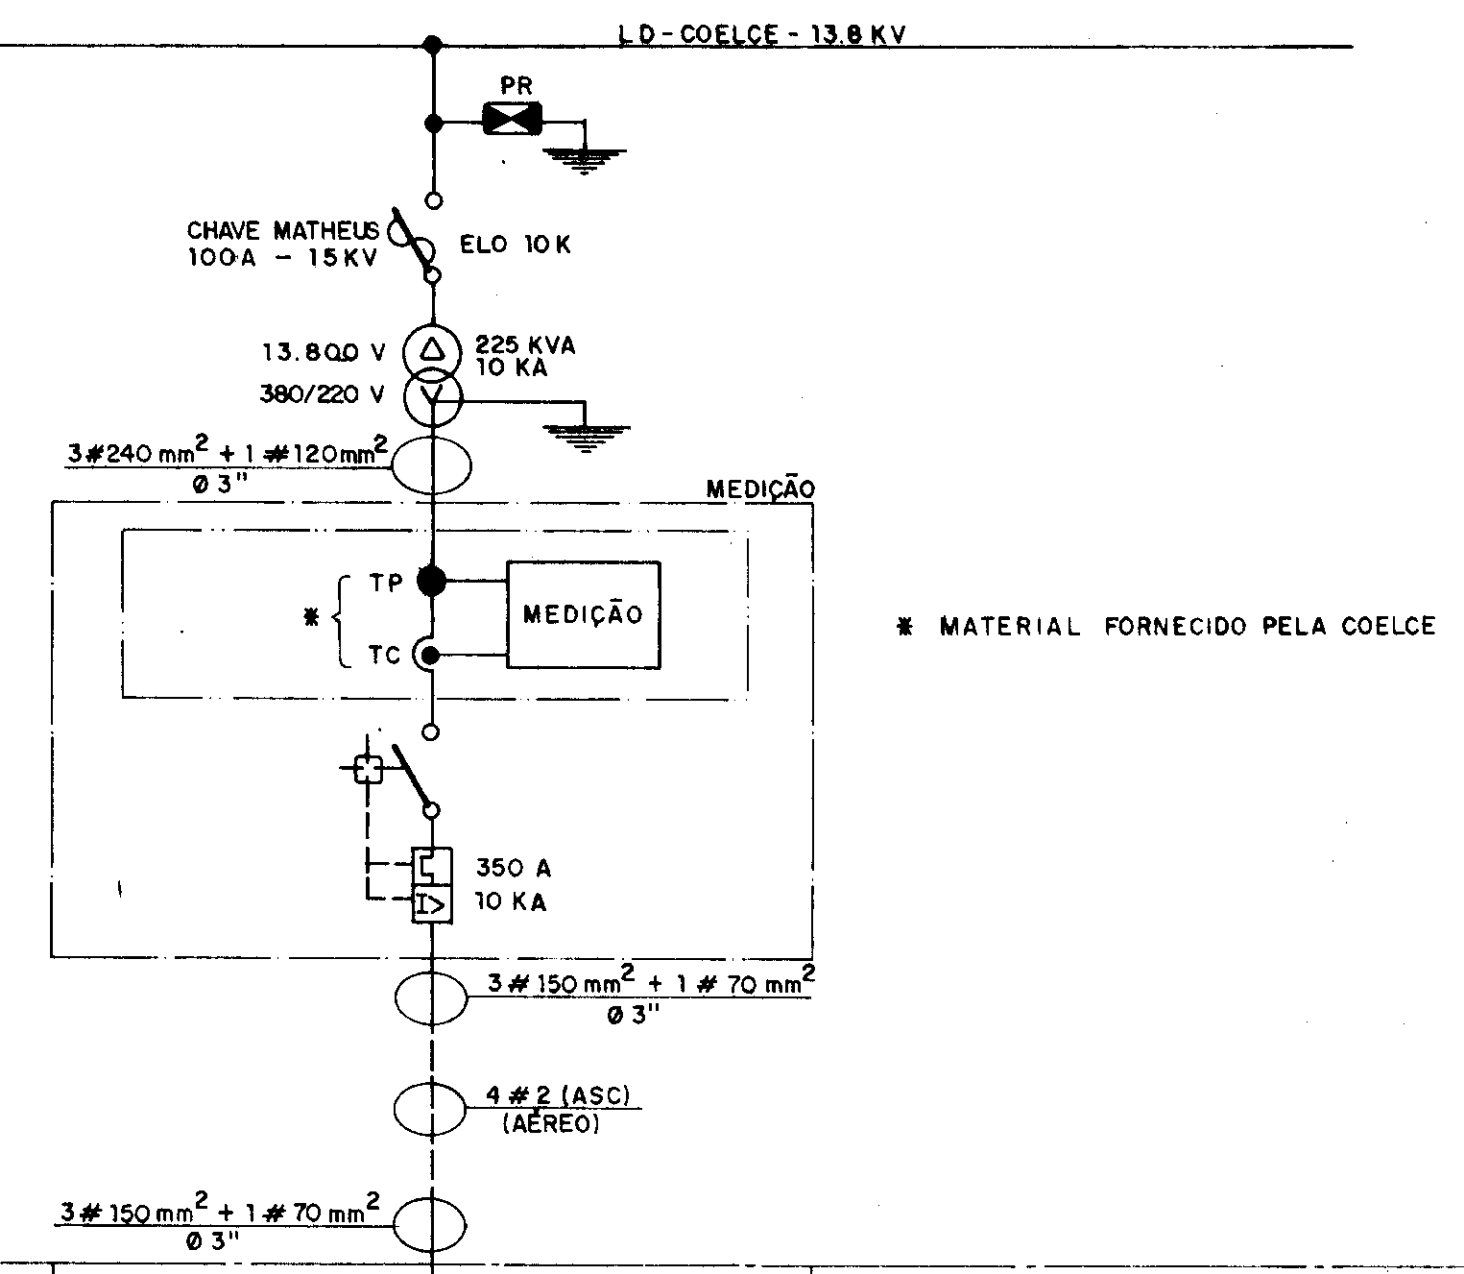 LD-COELCE - 13.8 KV
PR
CHAVE MATHEUS
100A - 15KV
ELO 10K
13.800 V
225 KVA
10 KA
380/220 V
3#240 mm² + 1 #120mm²
Ø 3"
MEDIÇÃO
TP
MEDIÇÃO
*
TC
* MATERIAL FORNECIDO PELA COELCE
350 A
I>
10 KA
3 # 150 mm² + 1 # 70 mm²
Ø 3"
4 # 2 (ASC)
(AÉREO)
3 # 150 mm² + 1 # 70 mm²
Ø 3"